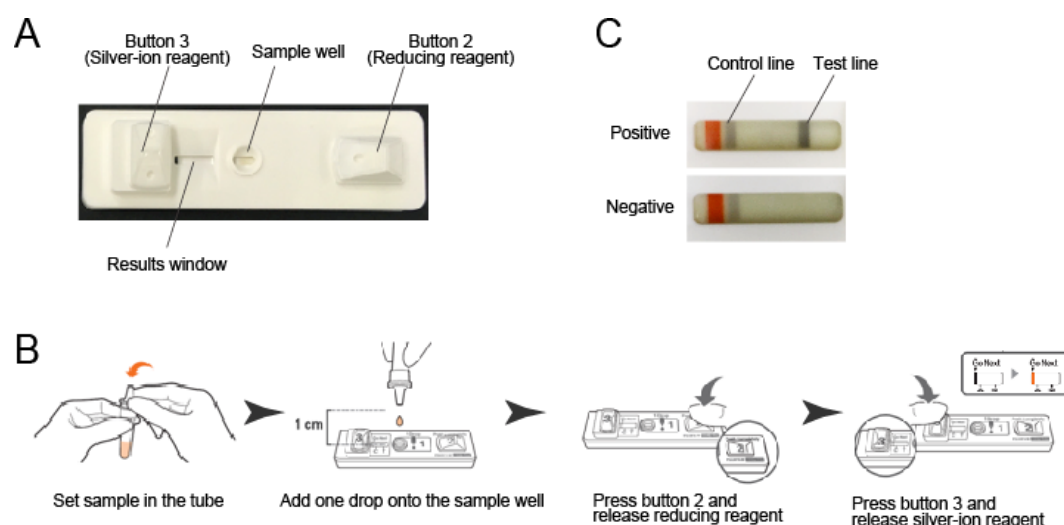 A
Button 3
(Silver-ion reagent)
Sample well
Button 2
(Reducing reagent)
Results window
C
Control line
Test line
Positive
Negative
B
1 cm
Go Next
Go Next
Set sample in the tube
Add one drop onto the sample well
Press button 2 and
release reducing reagent
Press button 3 and
release silver-ion reagent